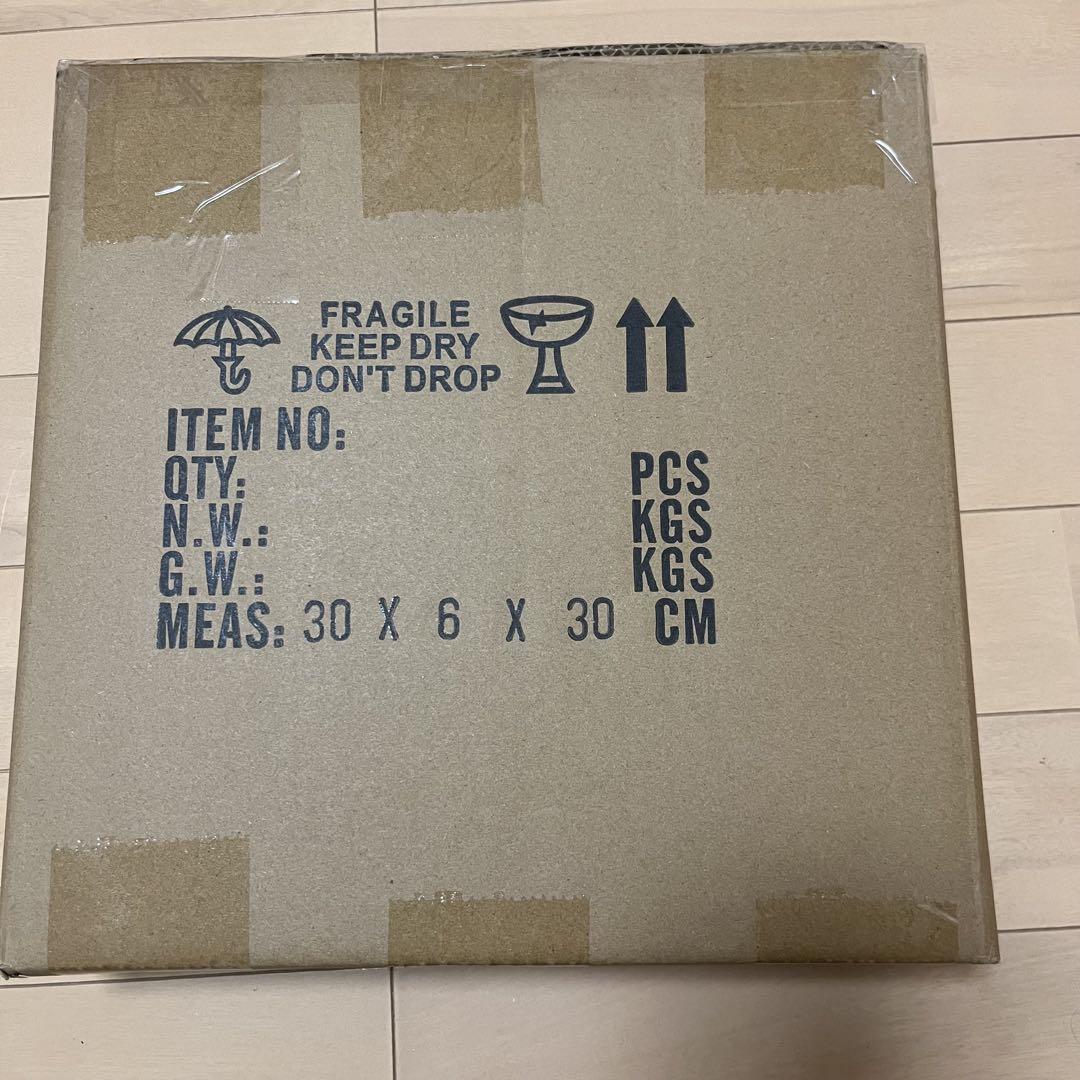 FRAGILE
KEEP DRY
DON'T DROP
ITEM NO:
QTY: PCS
N.W.: KGS
G.W.: KGS
MEAS: 30 X 6 X 30 CM